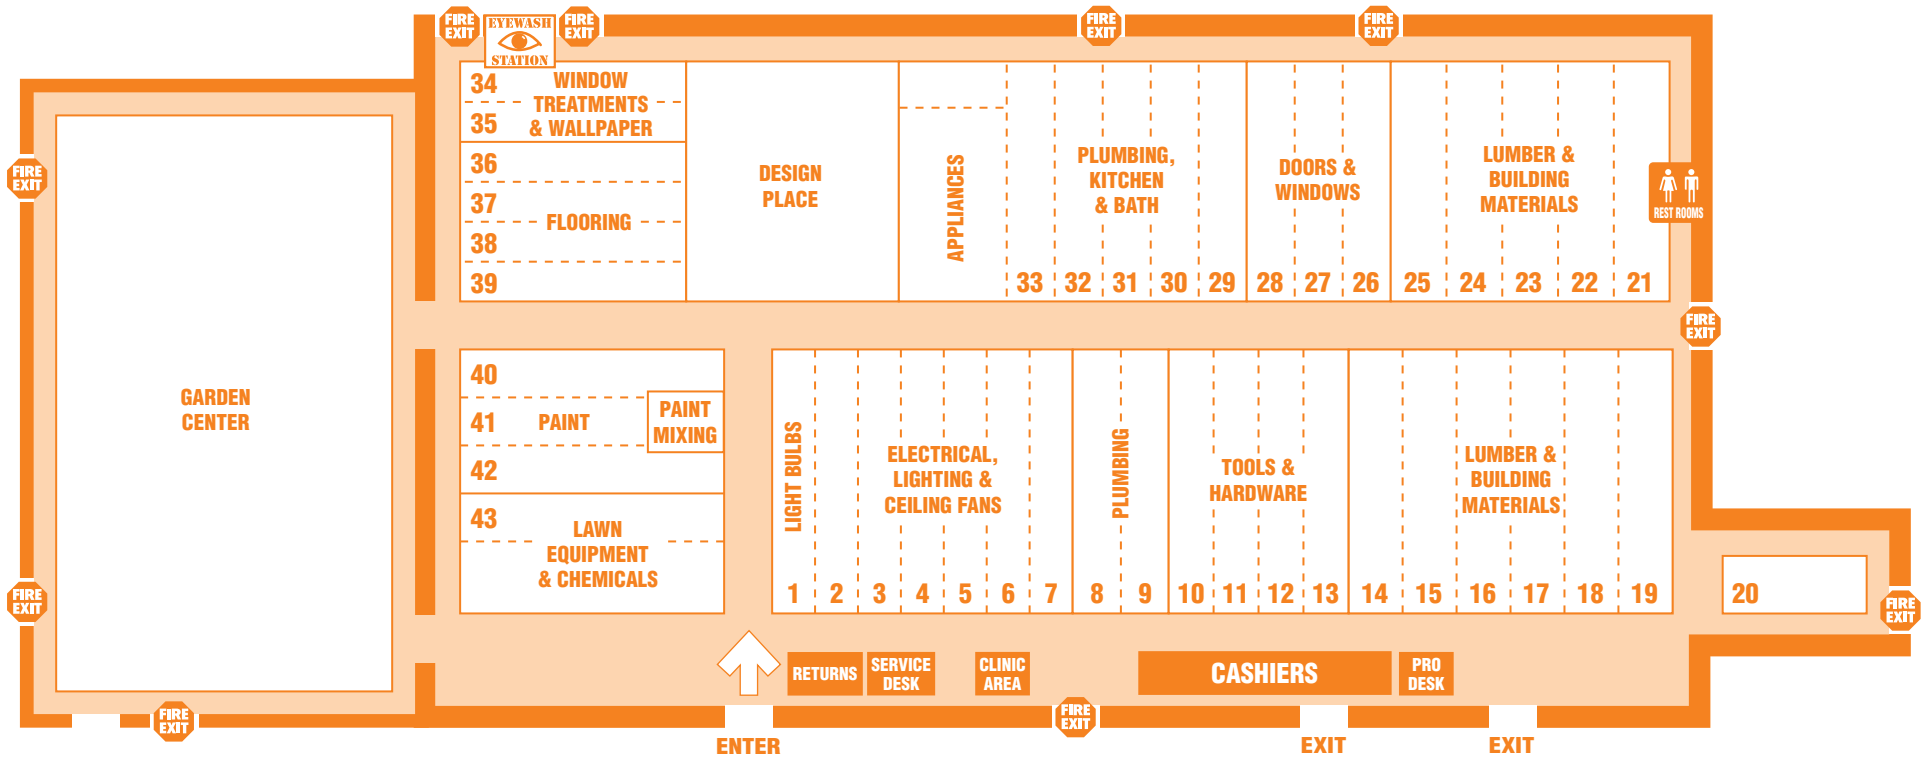 FIRE
EXIT
EYEWASH
STATION
FIRE
EXIT
FIRE
EXIT
FIRE
EXIT
34
35
WINDOW
TREATMENTS
& WALLPAPER
36
37
38
39
FLOORING
DESIGN
PLACE
APPLIANCES
PLUMBING,
KITCHEN
& BATH
33 32 31 30 29
DOORS &
WINDOWS
28 27 26
LUMBER &
BUILDING
MATERIALS
25 24 23 22 21
REST ROOMS
FIRE
EXIT
FIRE
EXIT
GARDEN
CENTER
40
41
42
PAINT
PAINT
MIXING
43
LAWN
EQUIPMENT
& CHEMICALS
LIGHT BULBS
ELECTRICAL,
LIGHTING &
CEILING FANS
1 2 3 4 5 6 7
PLUMBING
8 9
TOOLS &
HARDWARE
10 11 12 13
LUMBER &
BUILDING
MATERIALS
14 15 16 17 18 19
20
FIRE
EXIT
FIRE
EXIT
RETURNS
SERVICE
DESK
CLINIC
AREA
CASHIERS
PRO
DESK
FIRE
EXIT
FIRE
EXIT
ENTER
EXIT
EXIT